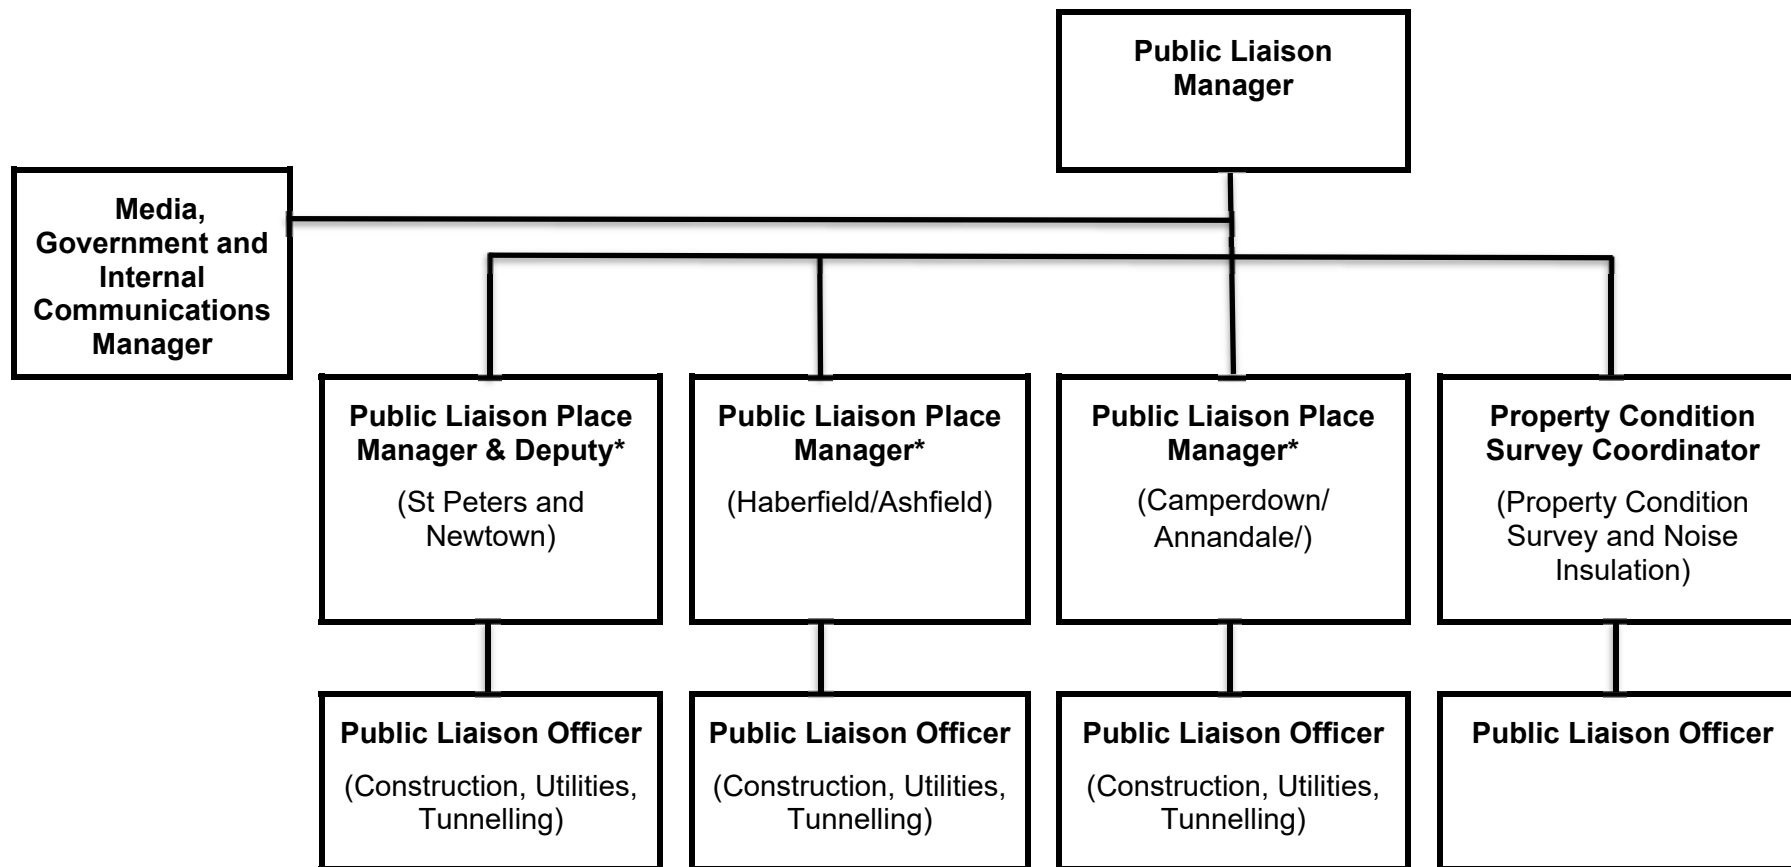 Public Liaison
Manager
Media,
Government and
Internal
Communications
Manager
Public Liaison Place
Manager & Deputy*
(St Peters and
Newtown)
Public Liaison Place
Manager*
(Haberfield/Ashfield)
Public Liaison Place
Manager*
(Camperdown/
Annandale/)
Property Condition
Survey Coordinator
(Property Condition
Survey and Noise
Insulation)
Public Liaison Officer
(Construction, Utilities,
Tunnelling)
Public Liaison Officer
(Construction, Utilities,
Tunnelling)
Public Liaison Officer
(Construction, Utilities,
Tunnelling)
Public Liaison Officer